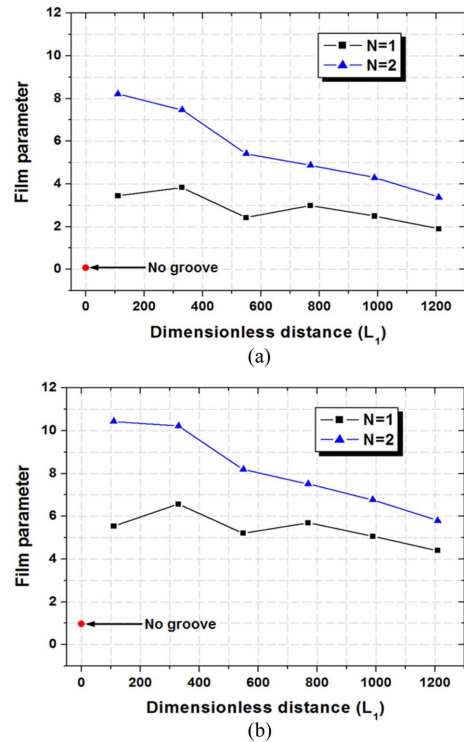 12
10
8
6
4
2
0
Film parameter
N=1
N=2
No groove
0 200 400 600 800 1000 1200
Dimensionless distance (L1)
(a)
12
10
8
6
4
2
0
Film parameter
N=1
N=2
No groove
0 200 400 600 800 1000 1200
Dimensionless distance (L1)
(b)